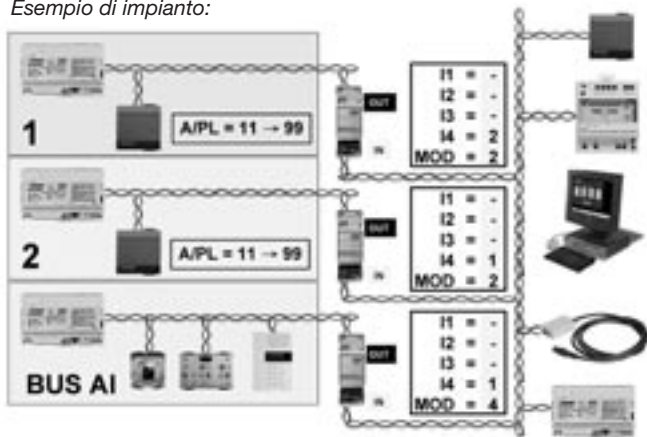 Esempio di impianto:
1
A/PL = 11 → 99
OUT
IN
I1 = -
I2 = -
I3 = -
I4 = 2
MOD = 2
2
A/PL = 11 → 99
OUT
IN
I1 = -
I2 = -
I3 = -
I4 = 1
MOD = 2
BUS AI
OUT
IN
I1 = -
I2 = -
I3 = -
I4 = 1
MOD = 4